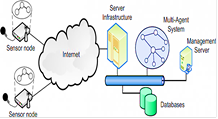 Server
Infrastructure
Multi-Agent
System
Sensor node
Internet
Management
Server
Sensor node
Databases